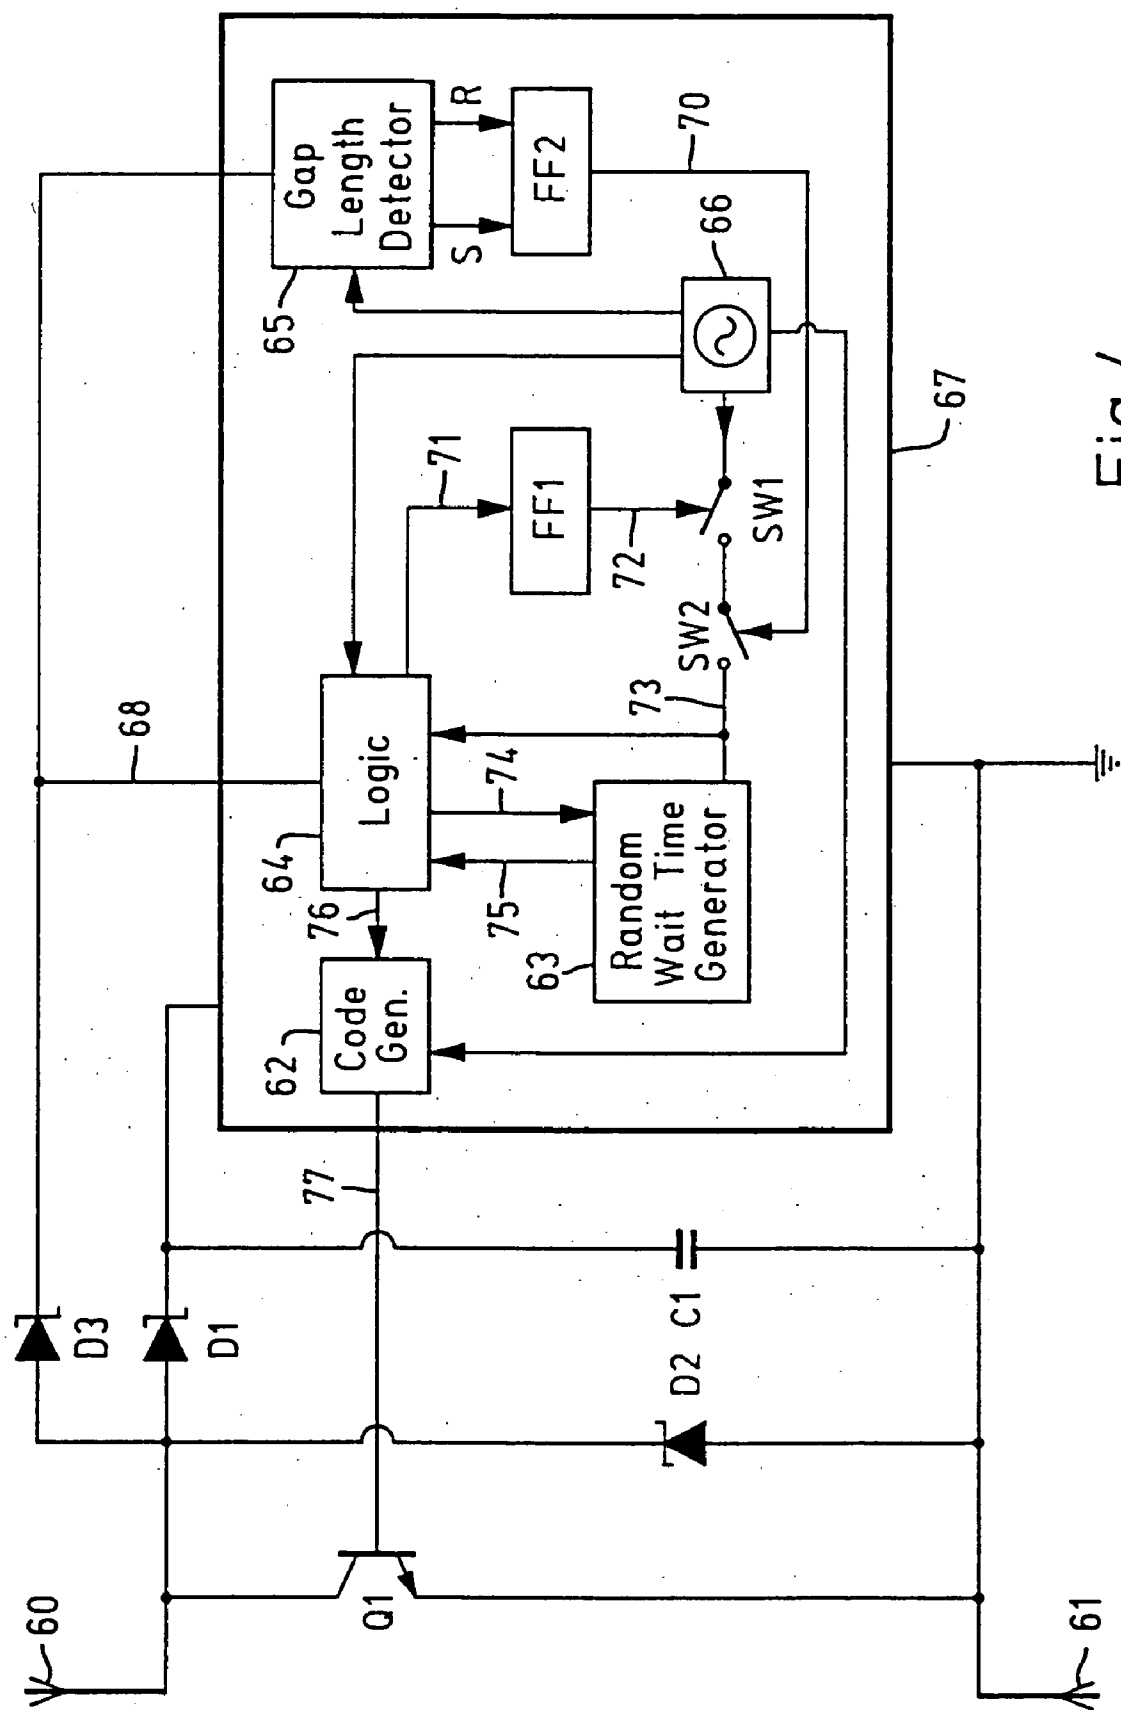 60
61
Q1
D3
D1
D2
C1
77
68
62
Code
Gen.
76
64
Logic
71
74
75
63
Random
Wait Time
Generator
73
SW2
SW1
72
FF1
65
Gap
Length
Detector
S
R
FF2
70
66
67
Fig.